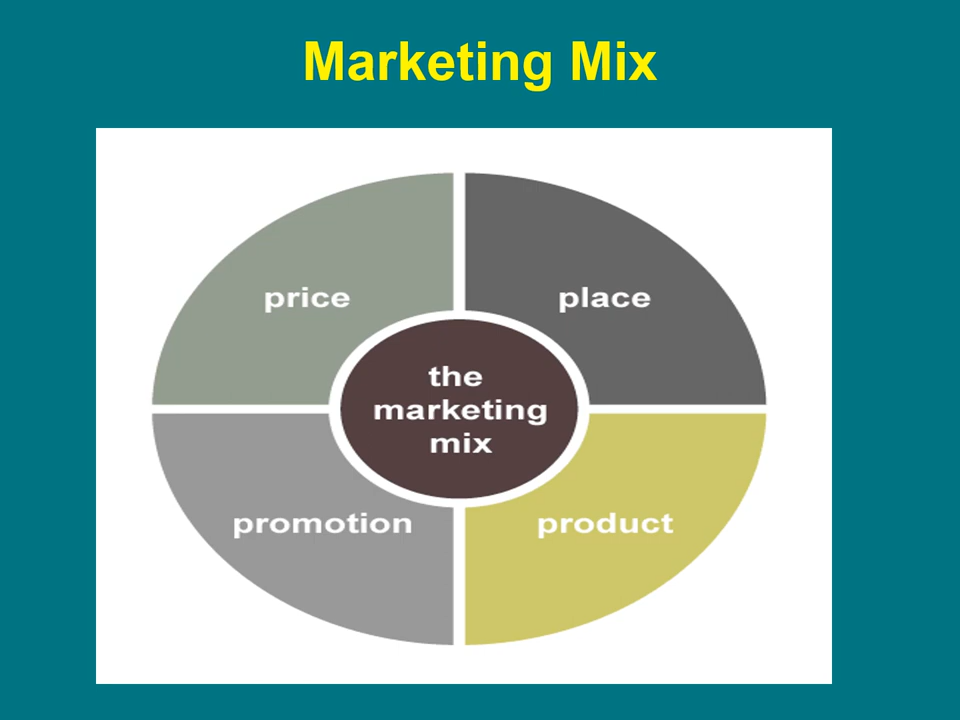 Marketing Mix
price
place
the
marketing
mix
promotion
product